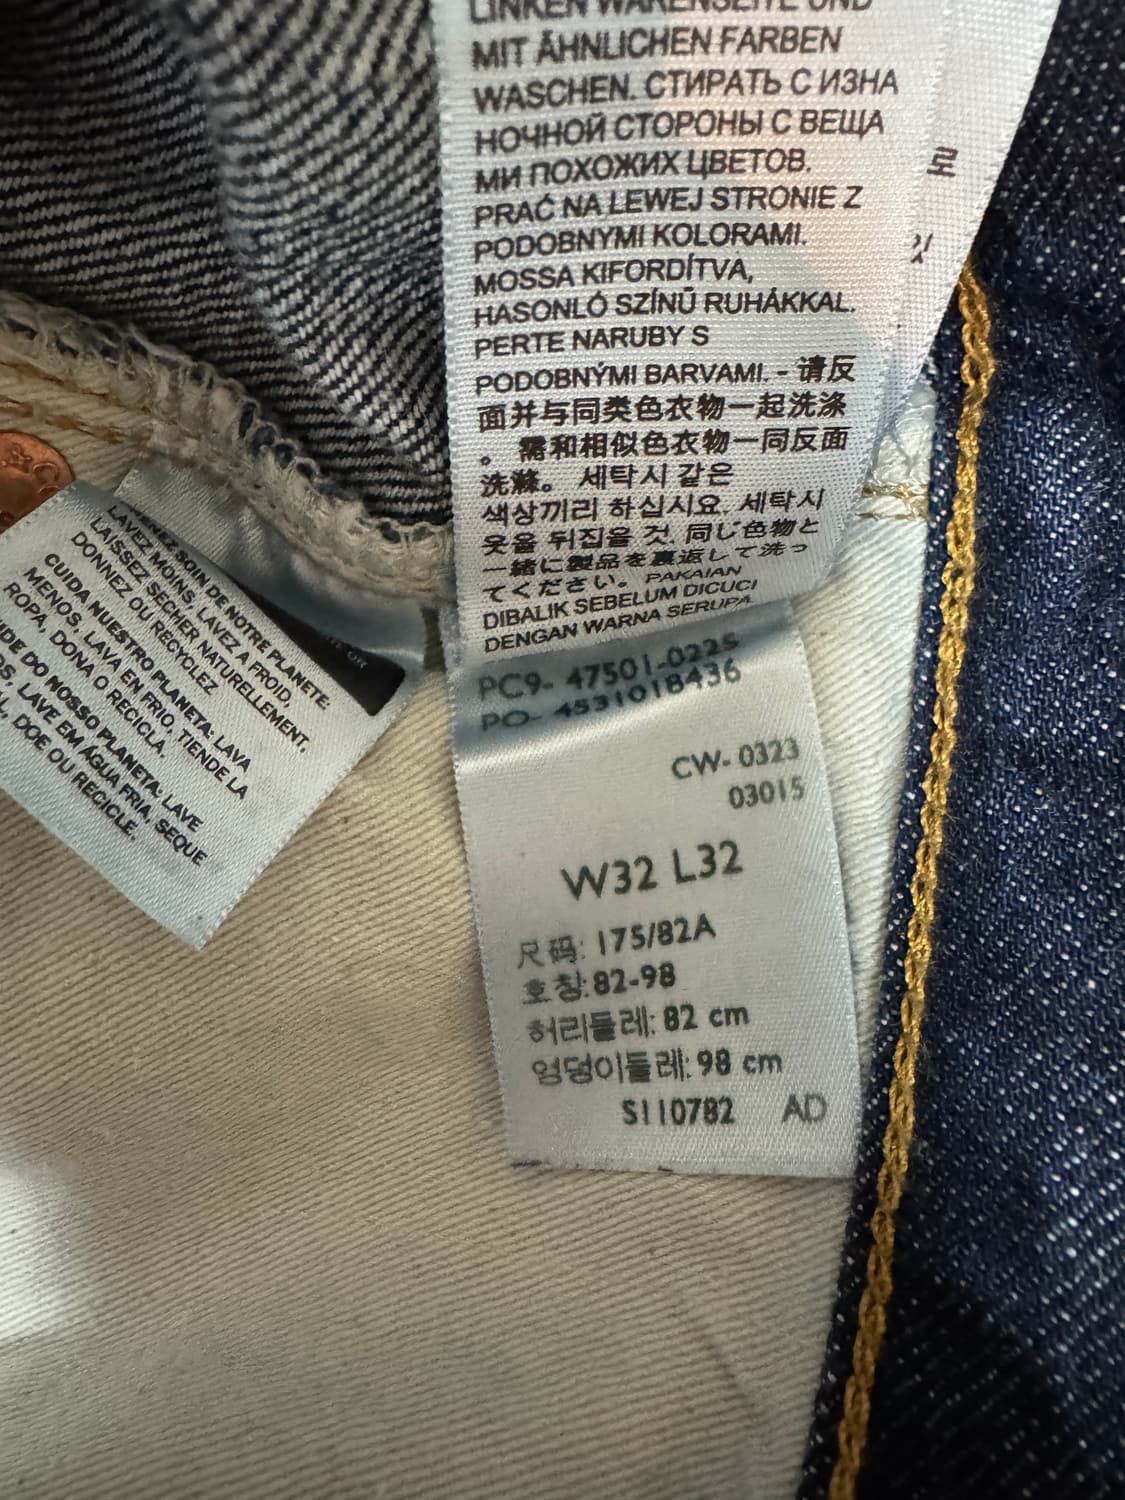 LINKEN WARENSEITE UND
MIT ÄHNLICHEN FARBEN
WASCHEN. СТИРАТЬ С ИЗНА
НОЧНОЙ СТОРОНЫ С ВЕЩА
МИ ПОХОЖИХ ЦВЕТОВ.
PRAĆ NA LEWEJ STRONIE Z
PODOBNYMI KOLORAMI.
MOSSA KIFORDÍTVA,
HASONLÓ SZÍNŰ RUHÁKKAL.
PERTE NARUBY S
PODOBNÝMI BARVAMI. - 请反
面并与同类色衣物一起洗涤
。需和相似色衣物一同反面
洗滌。 세탁시 같은
색상끼리 하십시요. 세탁시
옷을 뒤집을 것. 同じ色物と
一緒に製品を裏返して洗っ
てください。 PAKAIAN
DIBALIK SEBELUM DICUCI
DENGAN WARNA SERUPA
PC9- 47501-0225
PO- 4531018436
CW- 0323
03015
W32 L32
尺码: 175/82A
호칭:82-98
허리둘레: 82 cm
엉덩이둘레: 98 cm
S110782 AD
로
SOIN DE NOTRE PLANETE:
LAVEZ MOINS, LAVEZ A FROID,
LAISSEZ SECHER NATURELLEMENT,
DONNEZ OU RECYCLEZ
CUIDA NUESTRO PLANETA: LAVA
MENOS, LAVA EN FRIO, TIENDE LA
ROPA, DONA O RECICLA.
DO NOSSO PLANETA: LAVE
LAVE EM ÁGUA FRIA, SEQUE
DOE OU RECICLE.